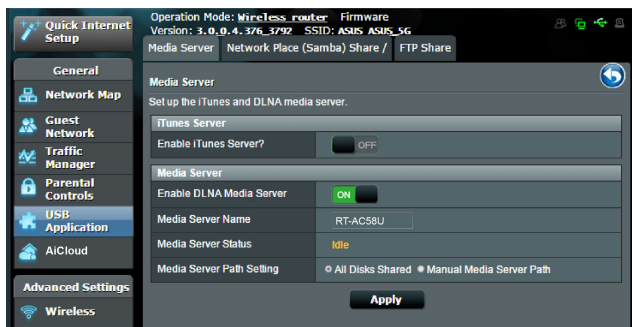 Quick Internet
Setup
General
Network Map
Guest
Network
Traffic
Manager
Parental
Controls
USB
Application
AiCloud
Advanced Settings
Wireless
Operation Mode: Wireless router Firmware
Version: 3.0.0.4.376_3792 SSID: ASUS ASUS_5G
Media Server Network Place (Samba) Share / FTP Share
Media Server
Set up the iTunes and DLNA media server.
iTunes Server
Enable iTunes Server? OFF
Media Server
Enable DLNA Media Server ON
Media Server Name RT-AC58U
Media Server Status Idle
Media Server Path Setting All Disks Shared Manual Media Server Path
Apply